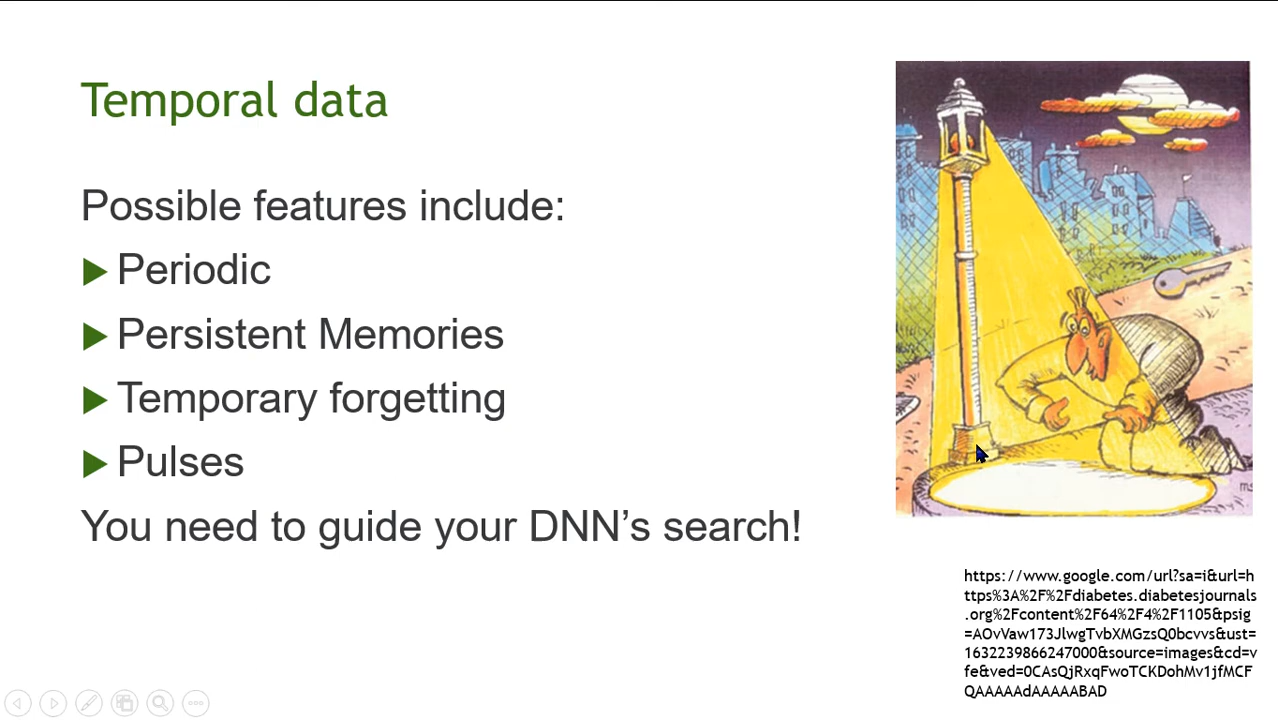 Temporal data
Possible features include:
Periodic
Persistent Memories
Temporary forgetting
Pulses
You need to guide your DNN’s search!
https://www.google.com/url?sa=i&url=h
ttps%3A%2F%2Fdiabetes.diabetesjournals
.org%2Fcontent%2F64%2F4%2F1105&psig
=AOvVaw173JlwgTvbXMGzsQ0bcvvs&ust=
1632239866247000&source=images&cd=v
fe&ved=0CAsQjRxqFwoTCKDohMv1jfMCF
QAAAAAdAAAAABAD